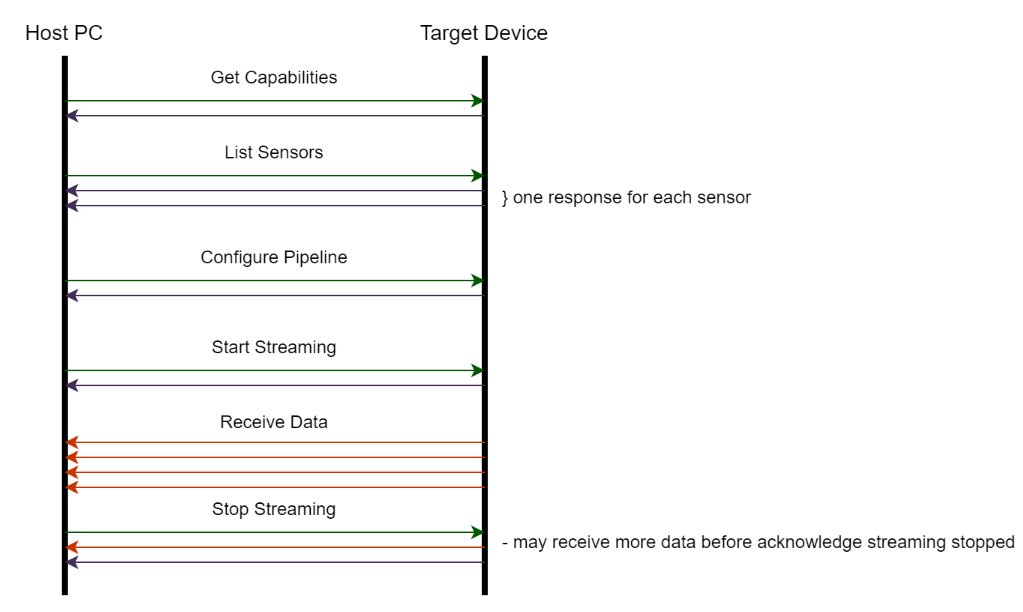 Host PC
Target Device
Get Capabilities
List Sensors
} one response for each sensor
Configure Pipeline
Start Streaming
Receive Data
Stop Streaming
- may receive more data before acknowledge streaming stopped